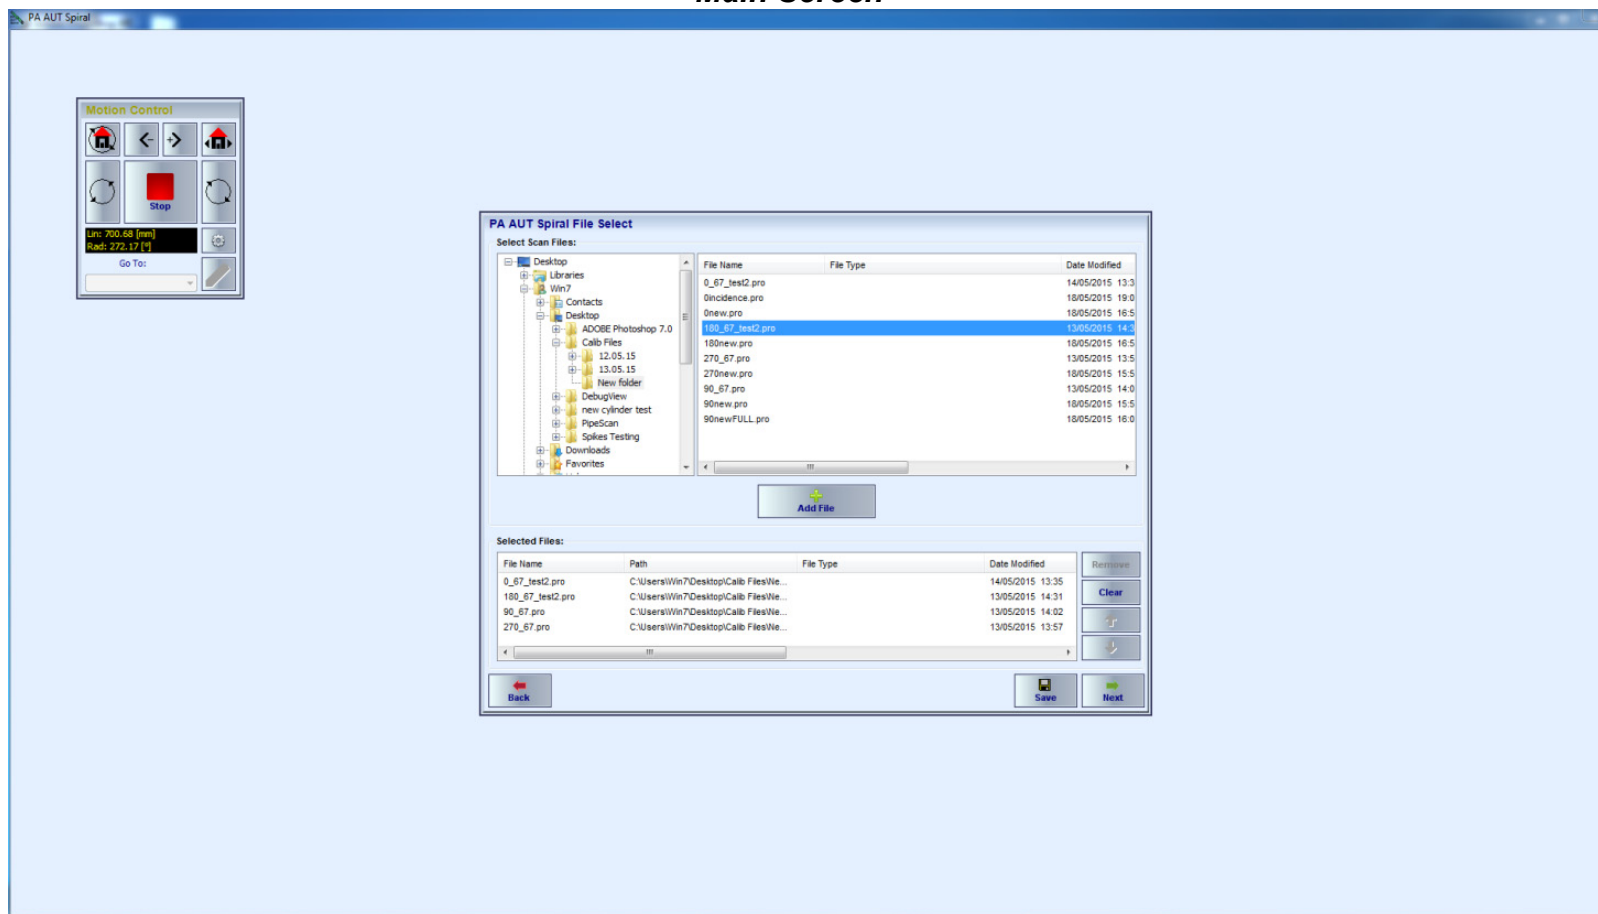 Main Screen
PA AUT Spiral
Motion Control
Stop
Lin: 700.68 [mm]
Rad: 272.17 [°]
Go To:
PA AUT Spiral File Select
Select Scan Files:
Desktop
Libraries
Win7
Contacts
Desktop
ADOBE Photoshop 7.0
Calib Files
12.05.15
13.05.15
New folder
DebugView
new cylinder test
PipeScan
Spikes Testing
Downloads
Favorites
File Name File Type Date Modified
0_67_test2.pro 14/05/2015 13:3
0incidence.pro 18/05/2015 19:0
0new.pro 18/05/2015 16:5
180_67_test2.pro 13/05/2015 14:3
180new.pro 18/05/2015 16:5
270_67.pro 13/05/2015 13:5
270new.pro 18/05/2015 15:5
90_67.pro 13/05/2015 14:0
90new.pro 18/05/2015 15:5
90newFULL.pro 18/05/2015 16:0
Add File
Selected Files:
File Name Path File Type Date Modified
0_67_test2.pro C:\Users\Win7\Desktop\Calib Files\Ne... 14/05/2015 13:35
180_67_test2.pro C:\Users\Win7\Desktop\Calib Files\Ne... 13/05/2015 14:31
90_67.pro C:\Users\Win7\Desktop\Calib Files\Ne... 13/05/2015 14:02
270_67.pro C:\Users\Win7\Desktop\Calib Files\Ne... 13/05/2015 13:57
Remove
Clear
Back
Save
Next